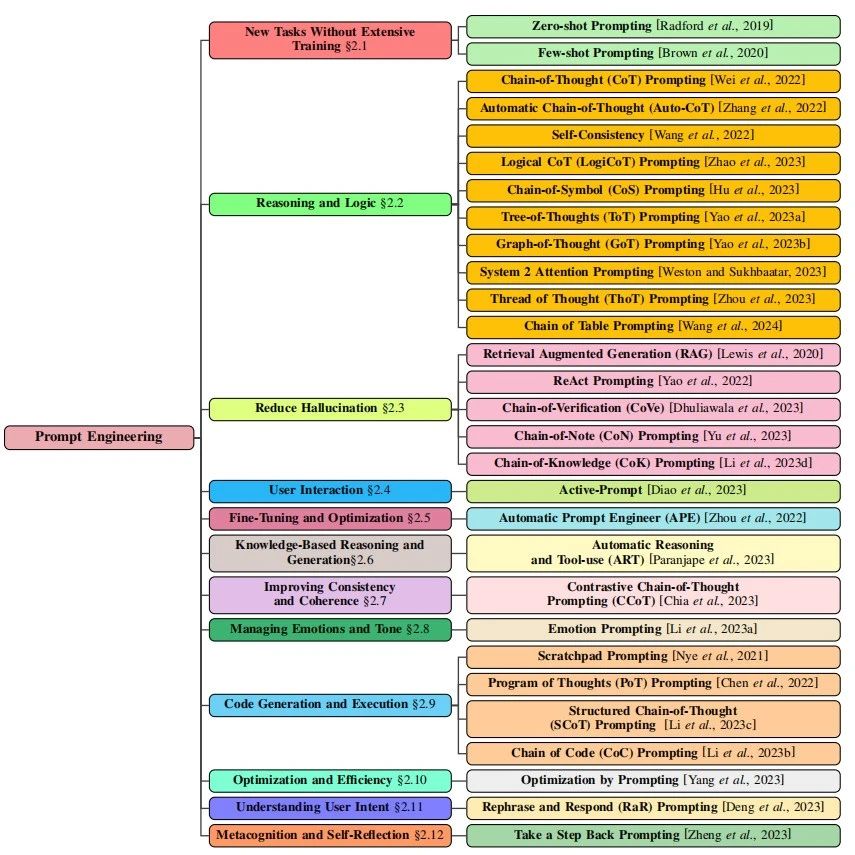 New Tasks Without Extensive
Training §2.1
Zero-shot Prompting [Radford et al., 2019]
Few-shot Prompting [Brown et al., 2020]
Reasoning and Logic §2.2
Chain-of-Thought (CoT) Prompting [Wei et al., 2022]
Automatic Chain-of-Thought (Auto-CoT) [Zhang et al., 2022]
Self-Consistency [Wang et al., 2022]
Logical CoT (LogiCoT) Prompting [Zhao et al., 2023]
Chain-of-Symbol (CoS) Prompting [Hu et al., 2023]
Tree-of-Thoughts (ToT) Prompting [Yao et al., 2023a]
Graph-of-Thought (GoT) Prompting [Yao et al., 2023b]
System 2 Attention Prompting [Weston and Sukhbaatar, 2023]
Thread of Thought (ThoT) Prompting [Zhou et al., 2023]
Chain of Table Prompting [Wang et al., 2024]
Prompt Engineering
Reduce Hallucination §2.3
Retrieval Augmented Generation (RAG) [Lewis et al., 2020]
ReAct Prompting [Yao et al., 2022]
Chain-of-Verification (CoVe) [Dhuliawala et al., 2023]
Chain-of-Note (CoN) Prompting [Yu et al., 2023]
Chain-of-Knowledge (CoK) Prompting [Li et al., 2023d]
User Interaction §2.4
Active-Prompt [Diao et al., 2023]
Fine-Tuning and Optimization §2.5
Automatic Prompt Engineer (APE) [Zhou et al., 2022]
Knowledge-Based Reasoning and
Generation§2.6
Automatic Reasoning
and Tool-use (ART) [Paranjape et al., 2023]
Improving Consistency
and Coherence §2.7
Contrastive Chain-of-Thought
Prompting (CCoT) [Chia et al., 2023]
Managing Emotions and Tone §2.8
Emotion Prompting [Li et al., 2023a]
Code Generation and Execution §2.9
Scratchpad Prompting [Nye et al., 2021]
Program of Thoughts (PoT) Prompting [Chen et al., 2022]
Structured Chain-of-Thought
(SCoT) Prompting [Li et al., 2023c]
Chain of Code (CoC) Prompting [Li et al., 2023b]
Optimization and Efficiency §2.10
Optimization by Prompting [Yang et al., 2023]
Understanding User Intent §2.11
Rephrase and Respond (RaR) Prompting [Deng et al., 2023]
Metacognition and Self-Reflection §2.12
Take a Step Back Prompting [Zheng et al., 2023]